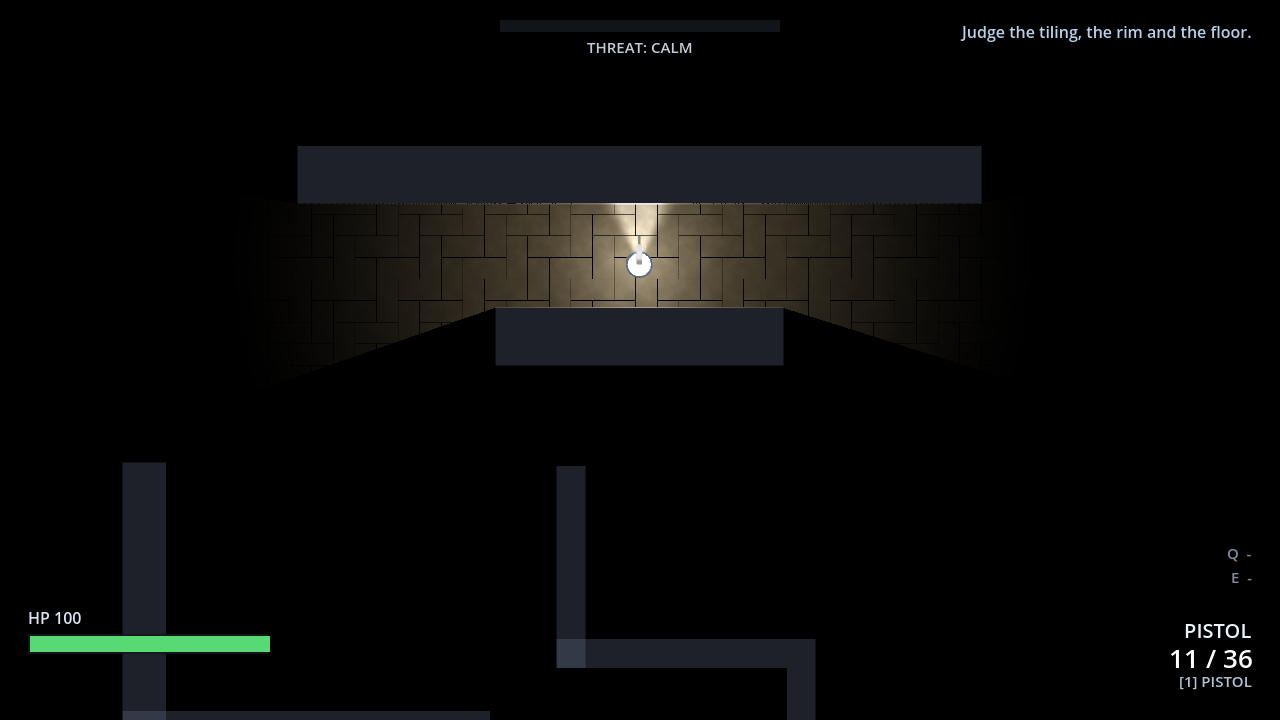 THREAT: CALM
Judge the tiling, the rim and the floor.
Q -
E -
HP 100
PISTOL
11 / 36
[1] PISTOL